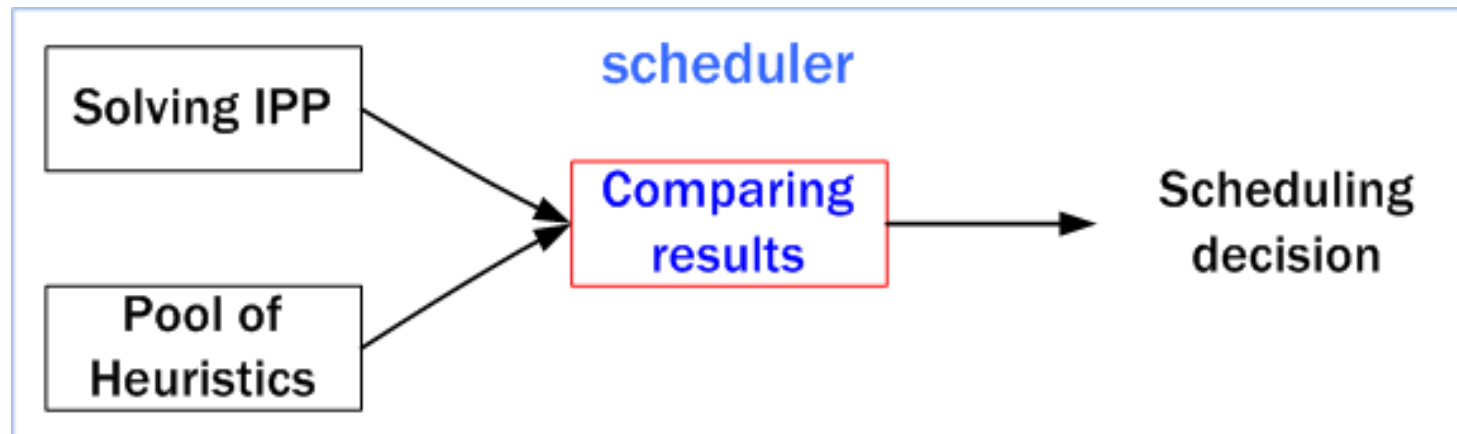 Solving IPP
scheduler
Comparing
results
Scheduling
decision
Pool of
Heuristics